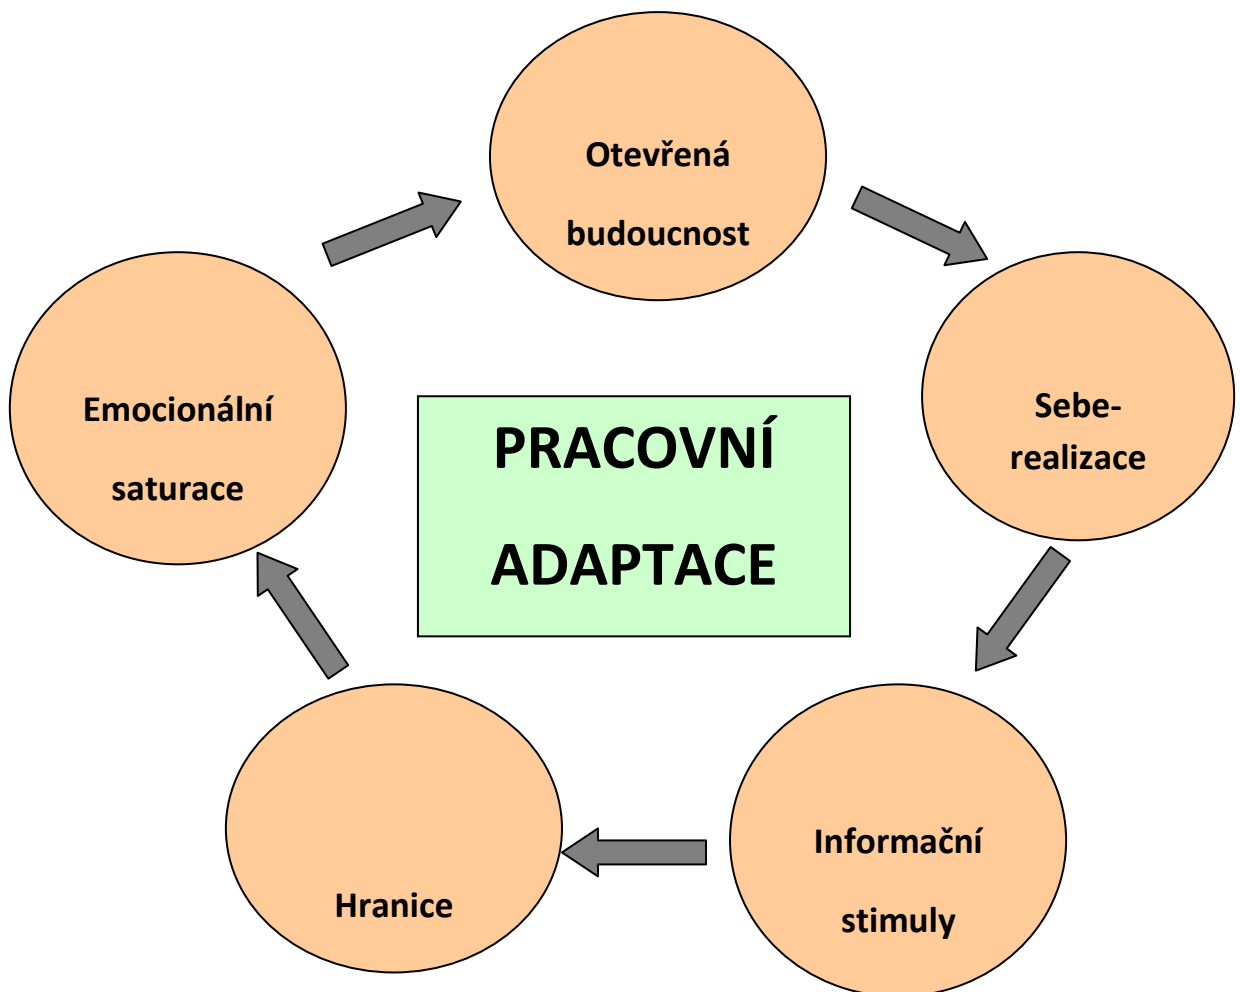 Otevřená
budoucnost
Sebe-
realizace
Informační
stimuly
Hranice
Emocionální
saturace
PRACOVNÍ
ADAPTACE